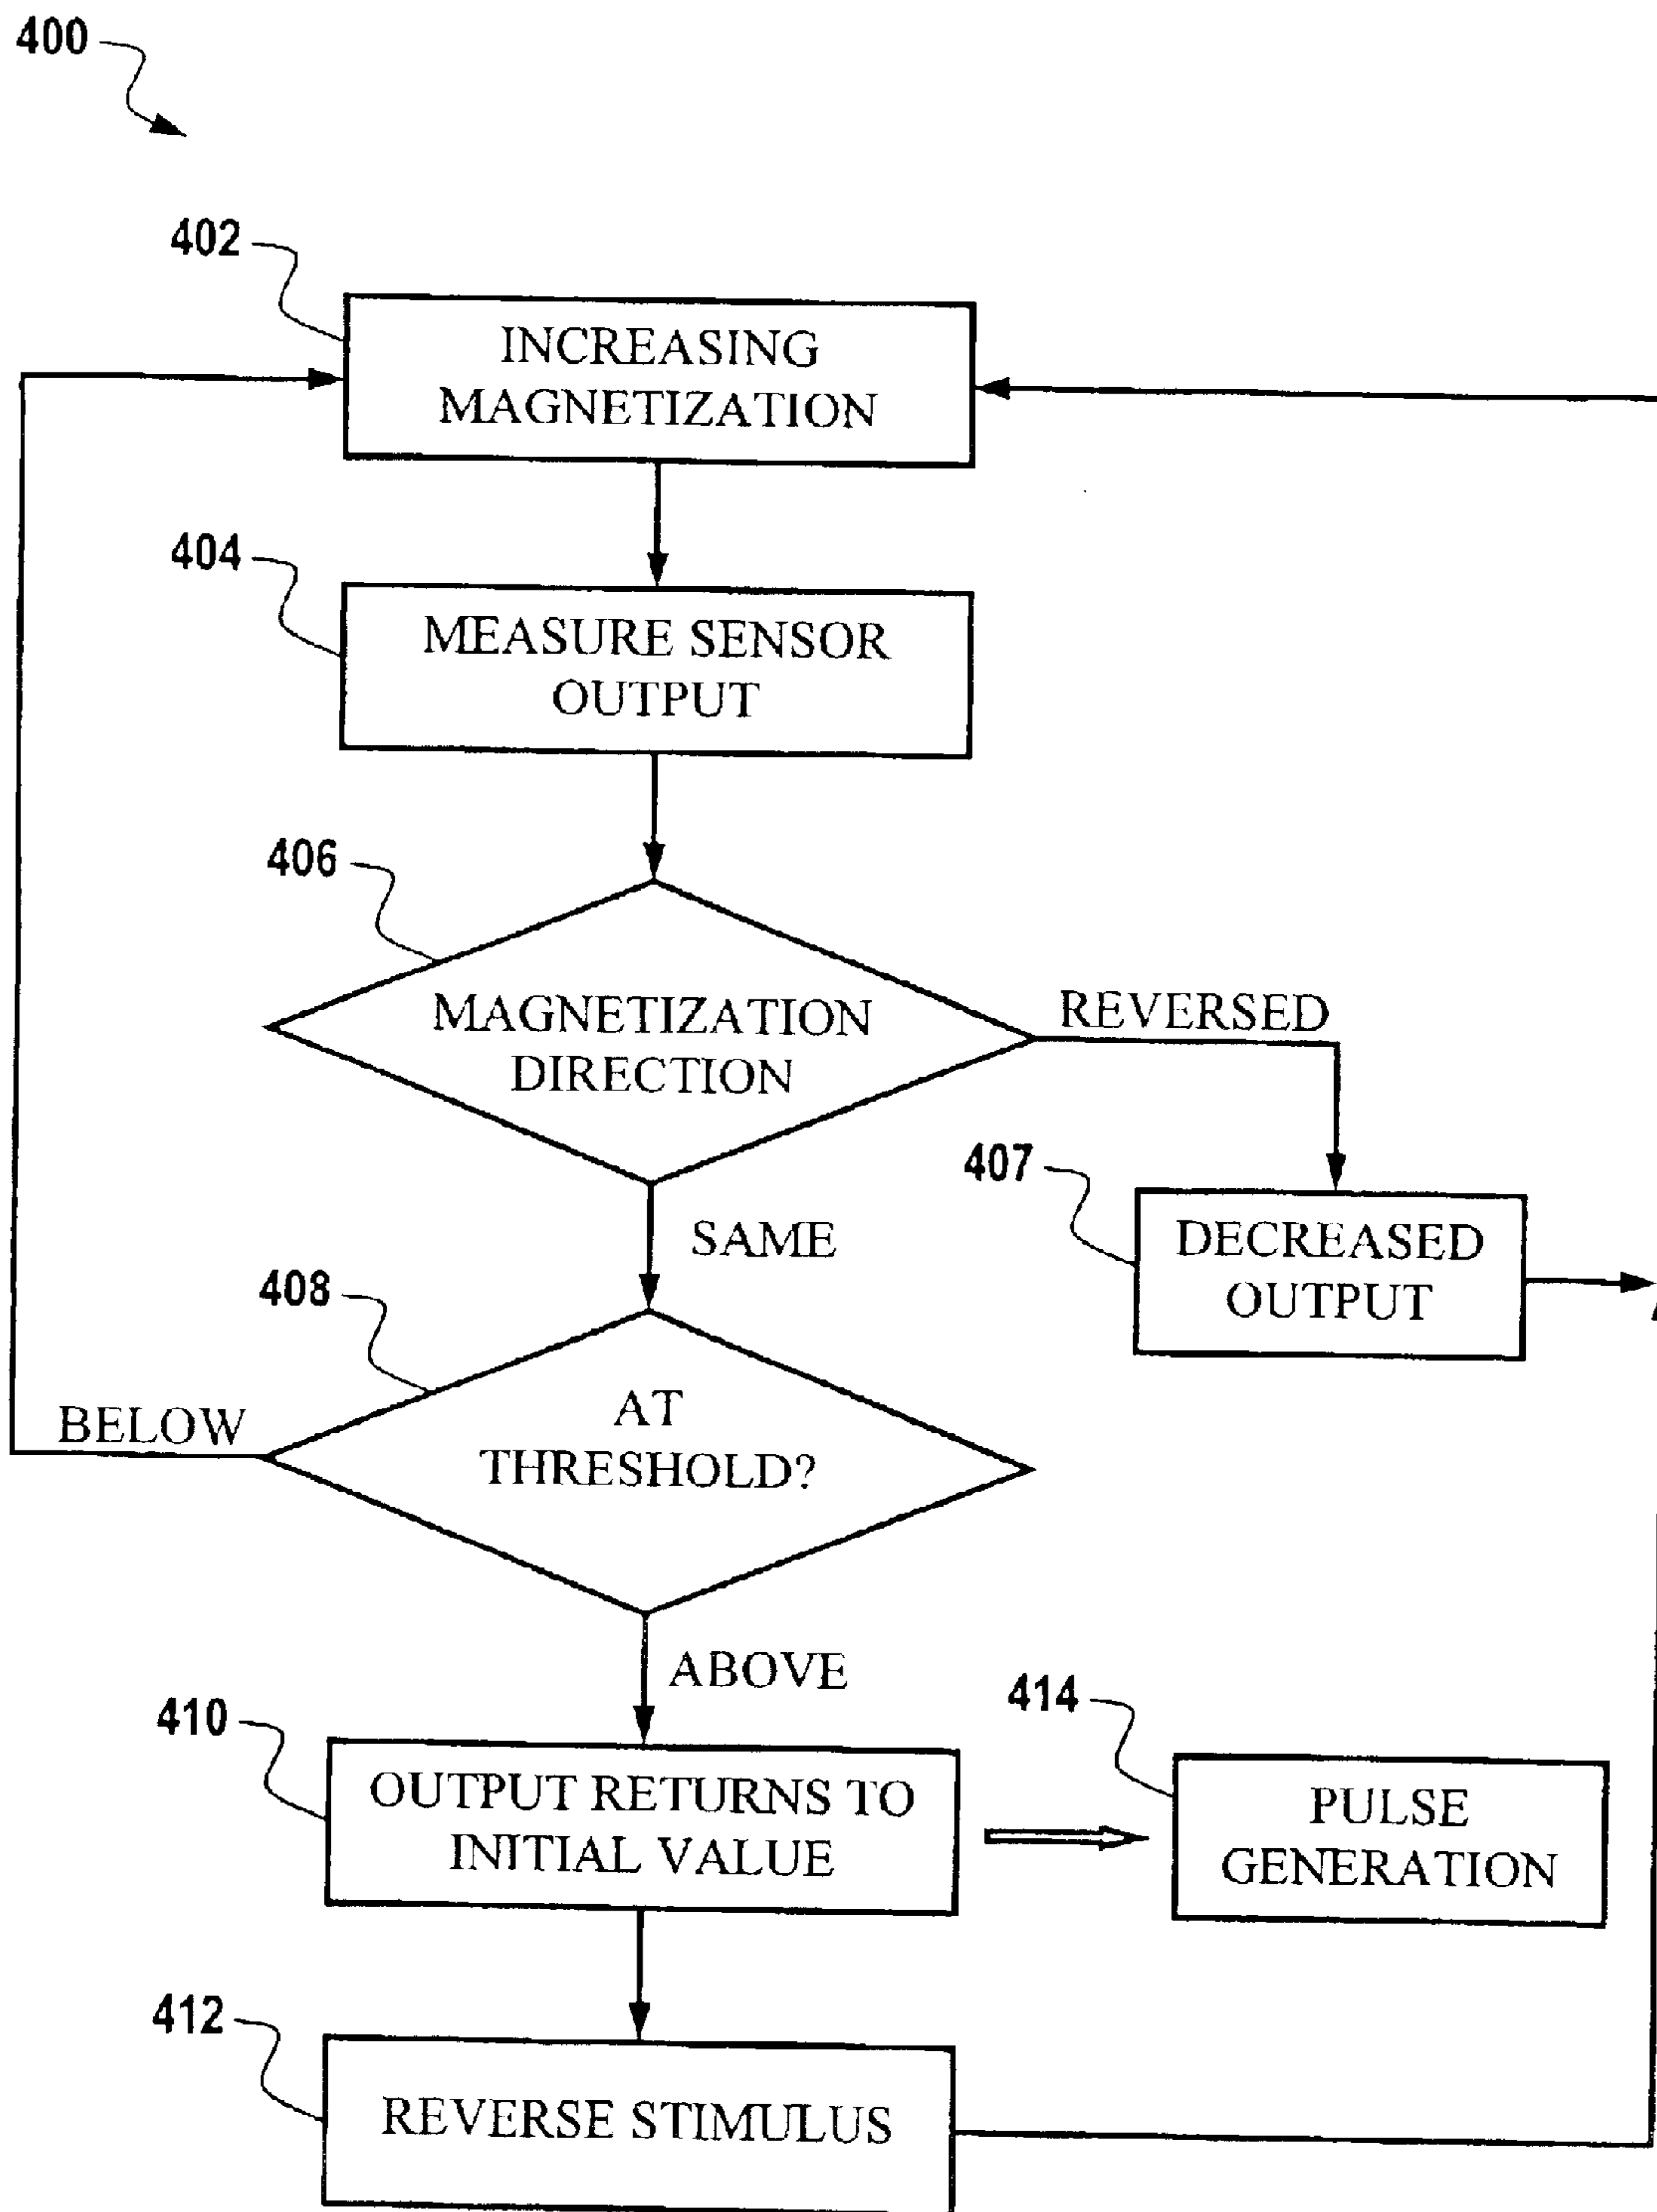 400
402
INCREASING
MAGNETIZATION
404
MEASURE SENSOR
OUTPUT
406
MAGNETIZATION
DIRECTION
REVERSED
407
DECREASED
OUTPUT
SAME
408
AT
THRESHOLD?
BELOW
ABOVE
410
OUTPUT RETURNS TO
INITIAL VALUE
414
PULSE
GENERATION
412
REVERSE STIMULUS